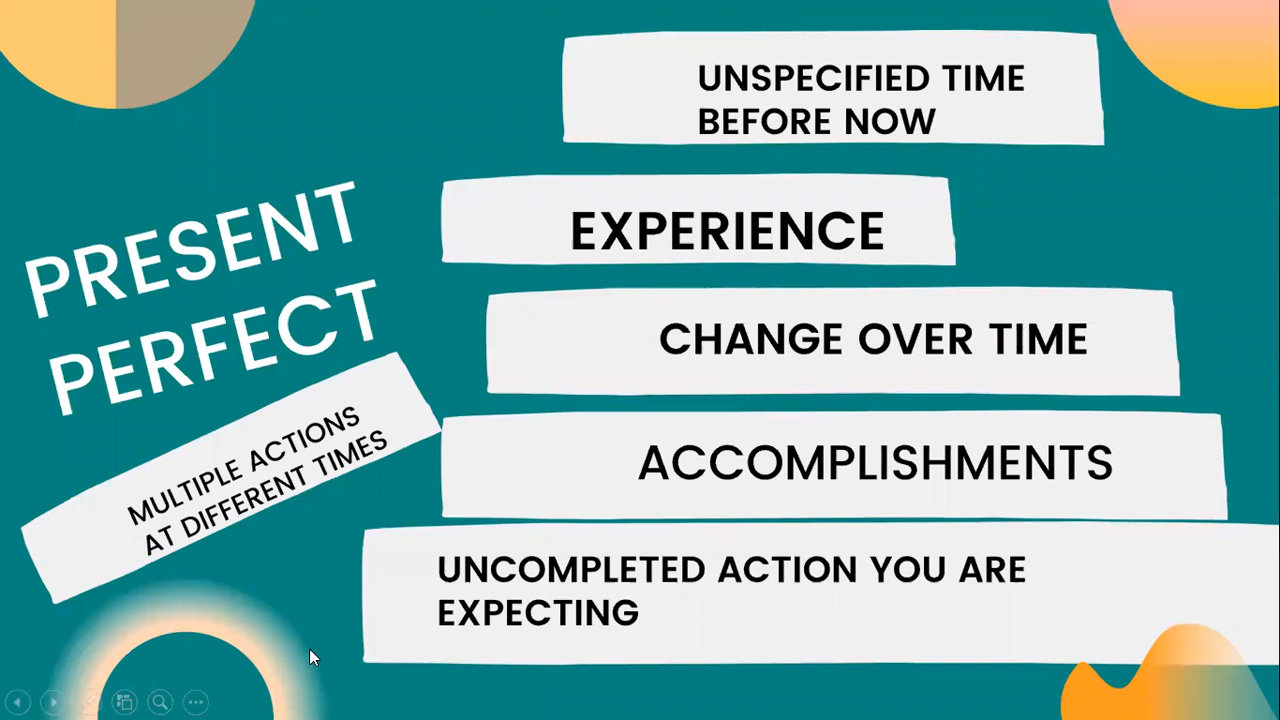 PRESENT
PERFECT
MULTIPLE ACTIONS
AT DIFFERENT TIMES
UNSPECIFIED TIME
BEFORE NOW
EXPERIENCE
CHANGE OVER TIME
ACCOMPLISHMENTS
UNCOMPLETED ACTION YOU ARE
EXPECTING